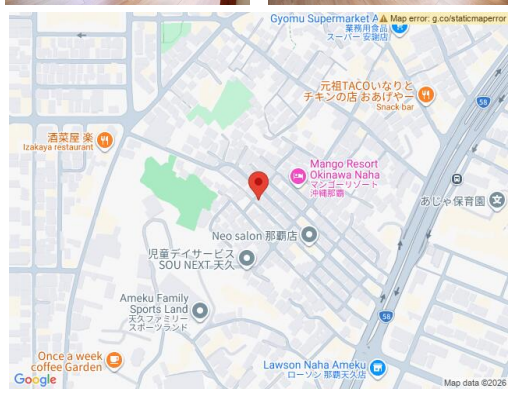 Gyomu Supermarket A
業務用食品
スーパー 安謝店
Map error: g.co/staticmaperror
元祖TACOいなりと
チキンの店 おあげやー
Snack bar
58
酒菜屋 楽
Izakaya restaurant
Mango Resort
Okinawa Naha
マンゴーリゾート
沖縄那覇
あじゃ保育園
Neo salon 那覇店
児童デイサービス
SOU NEXT 天久
Ameku Family
Sports Land
天久ファミリー
スポーツランド
58
Once a week
coffee Garden
Lawson Naha Ameku
ローソン 那覇天久店
Google
Map data ©2026